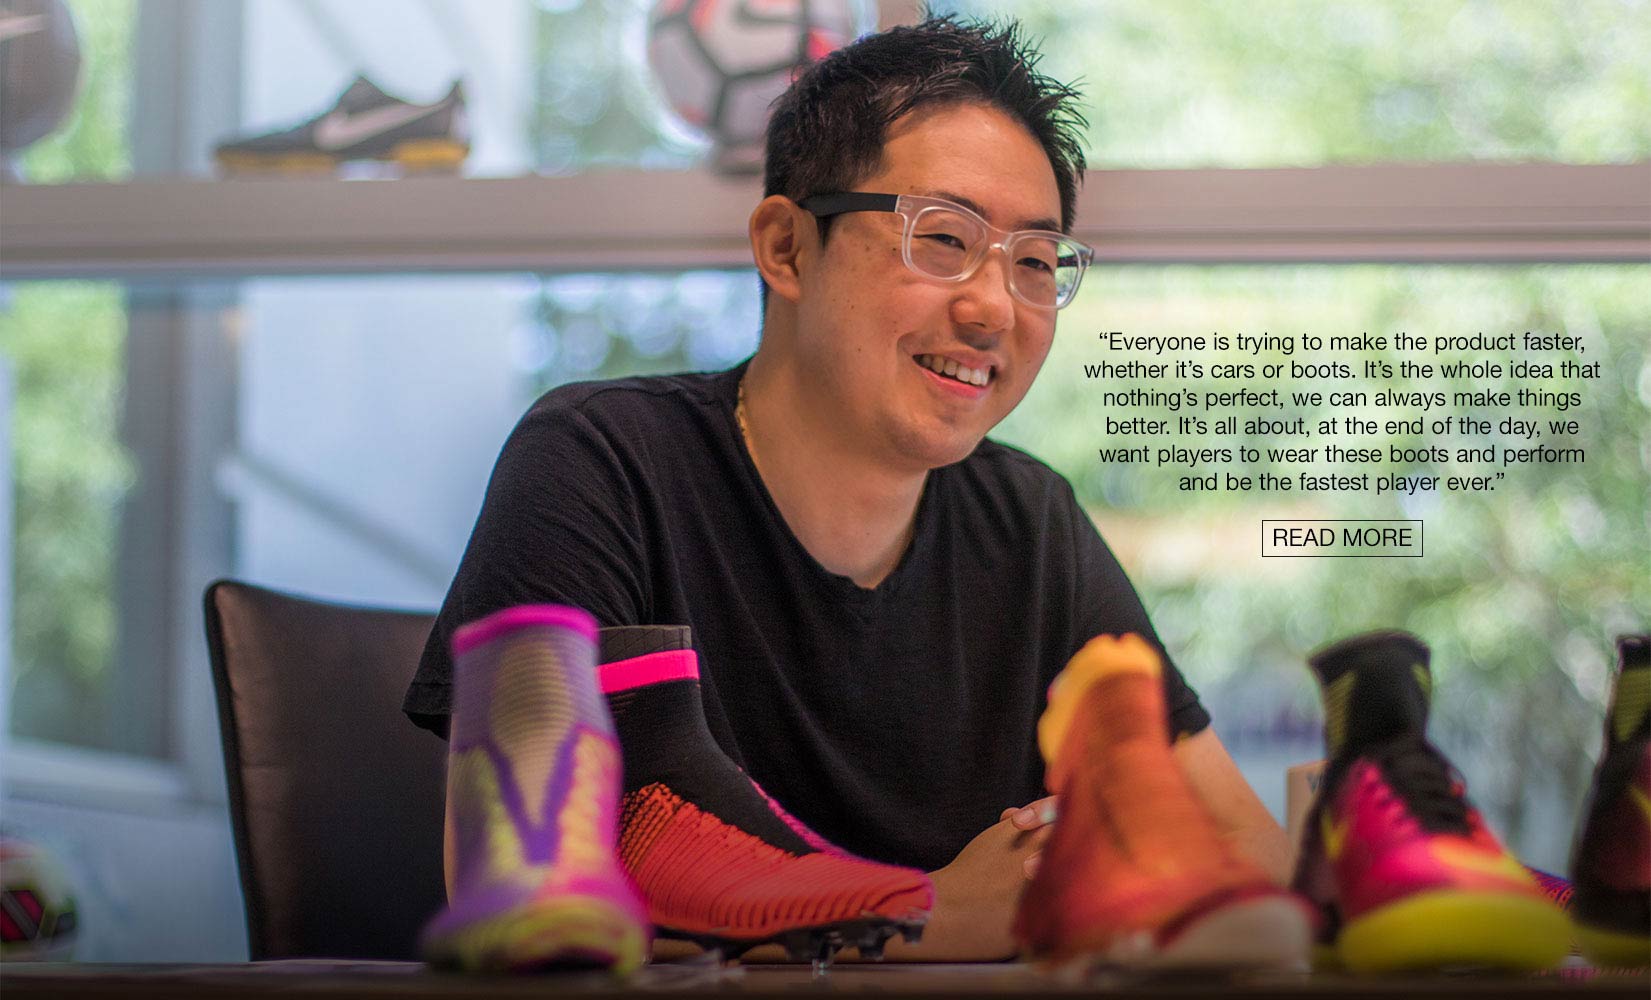 “Everyone is trying to make the product faster,
whether it’s cars or boots. It’s the whole idea that
nothing’s perfect, we can always make things
better. It’s all about, at the end of the day, we
want players to wear these boots and perform
and be the fastest player ever.”
READ MORE